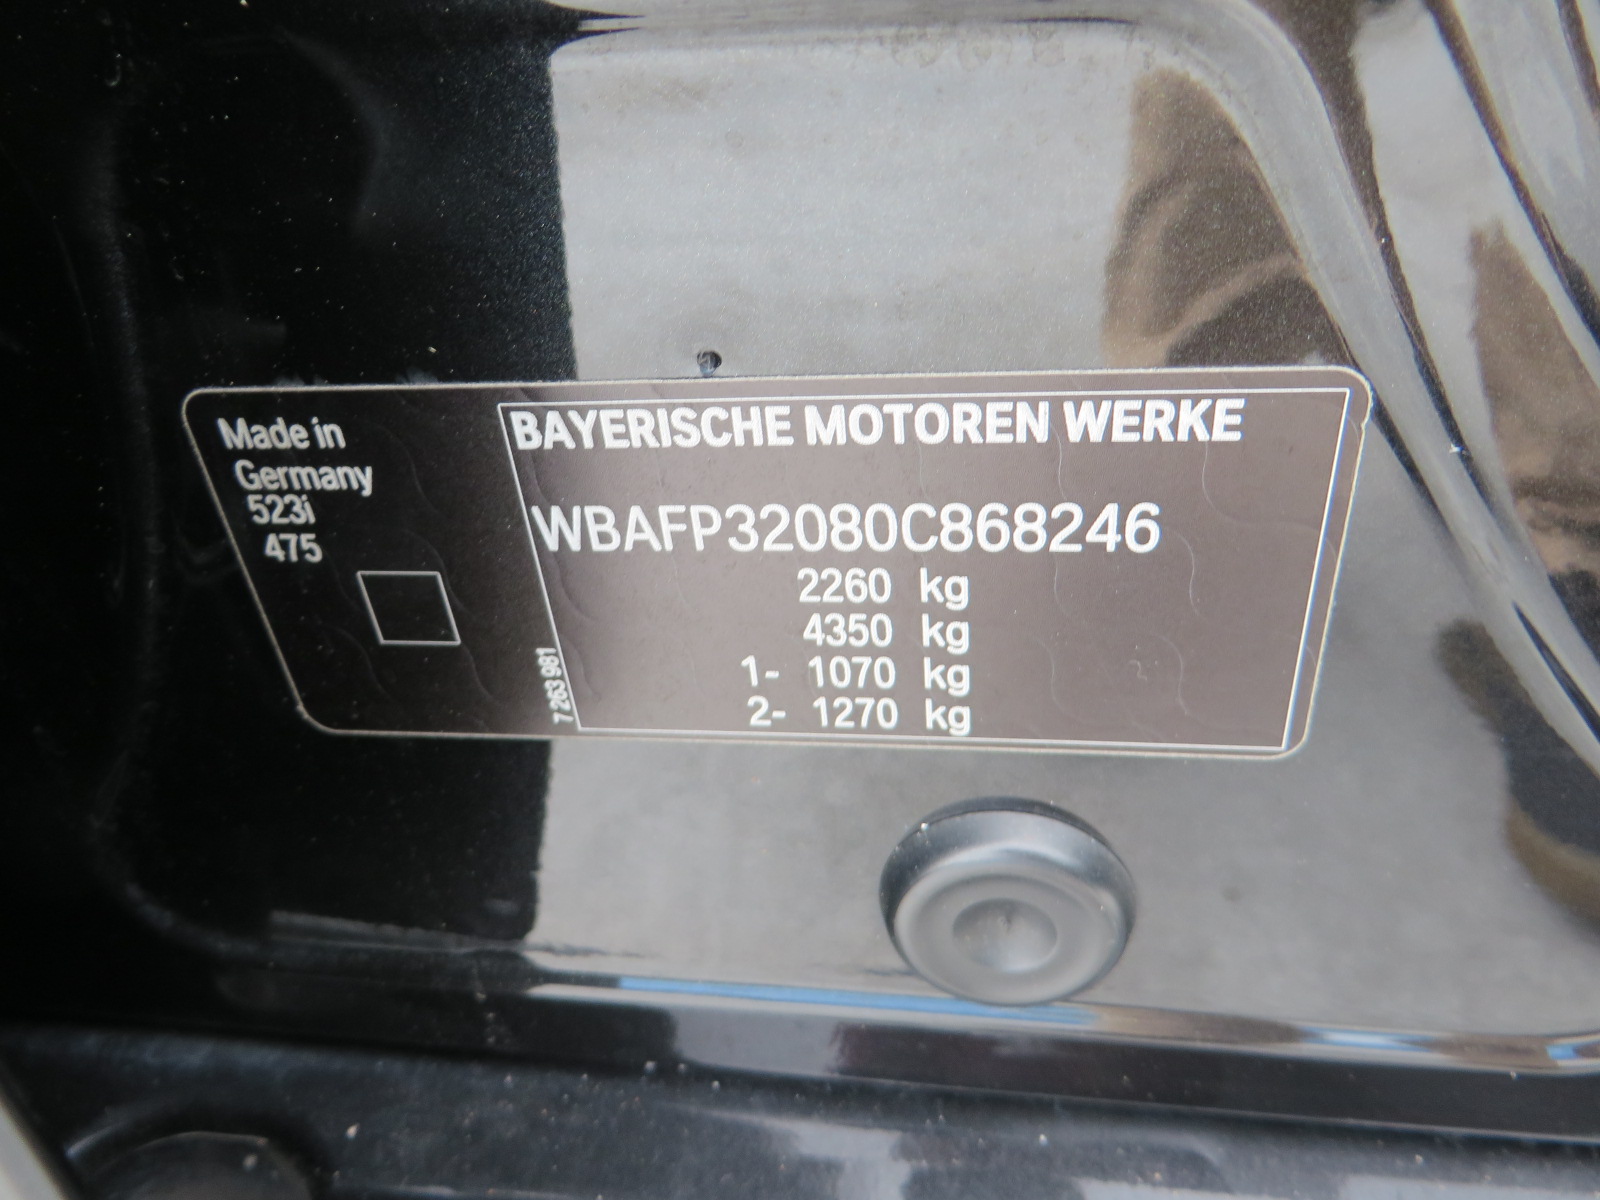 Made in
Germany
523i
475
BAYERISCHE MOTOREN WERKE
WBAFP32080C868246
2260 kg
4350 kg
1- 1070 kg
2- 1270 kg
7 263 981